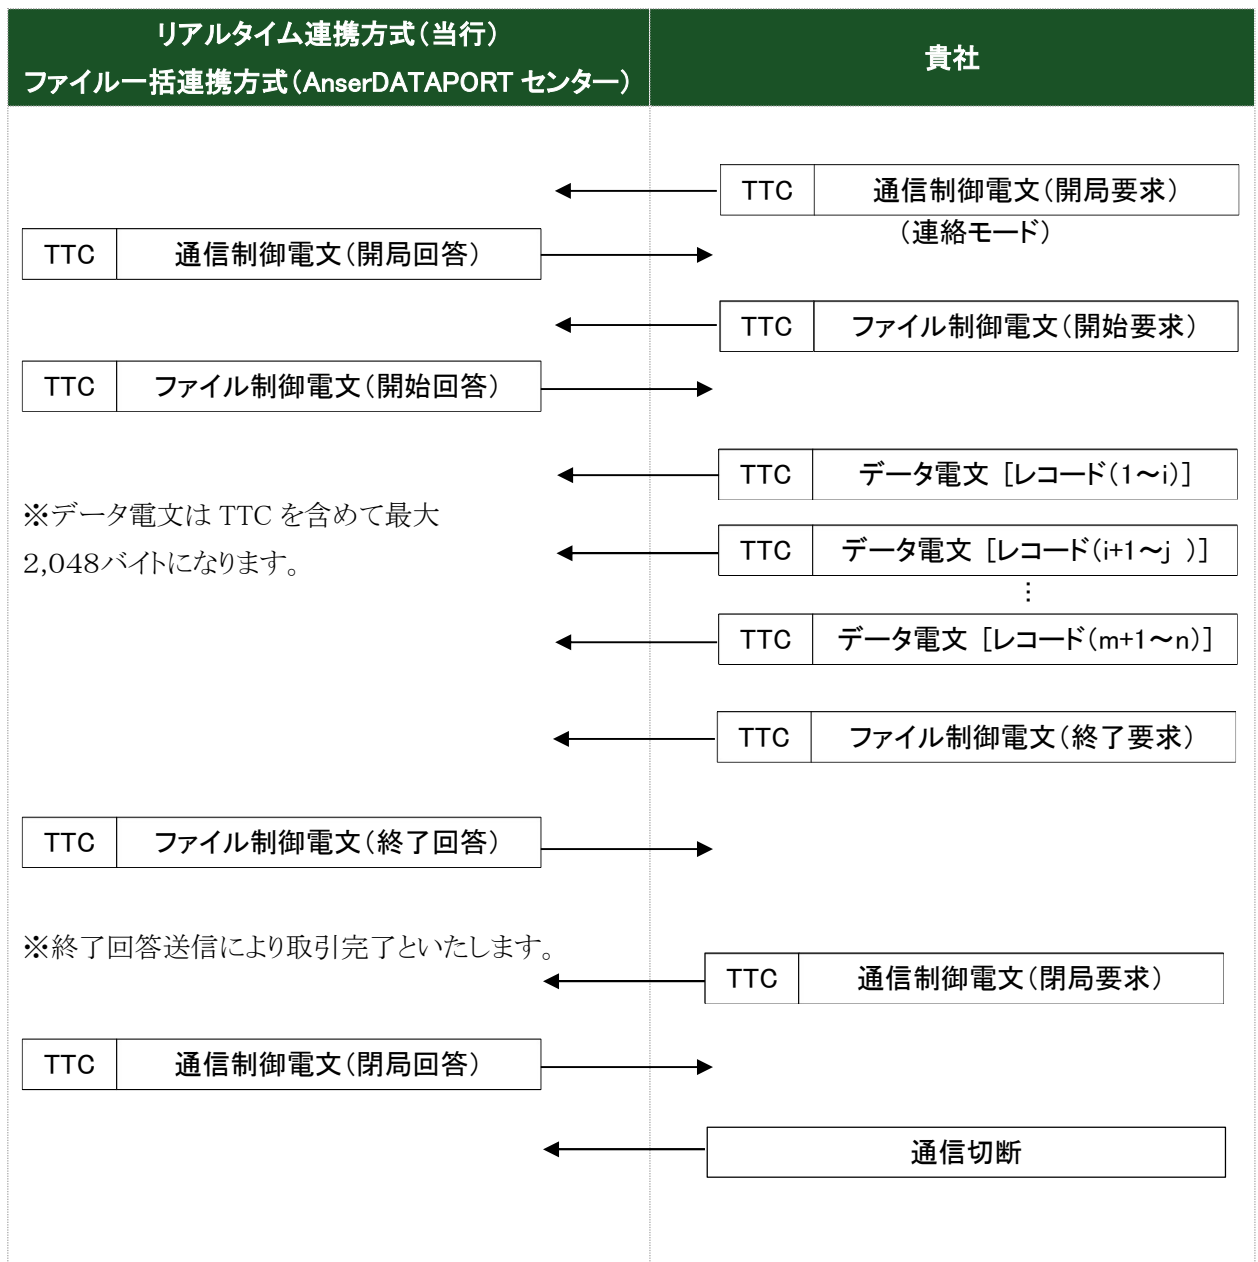 リアルタイム連携方式（当行）
ファイル一括連携方式（AnserDATAPORT センター）
貴社
TTC 通信制御電文（開局要求）
（連絡モード）
TTC 通信制御電文（開局回答）
TTC ファイル制御電文（開始要求）
TTC ファイル制御電文（開始回答）
TTC データ電文 [レコード（1～i）]
※データ電文は TTC を含めて最大
2,048バイトになります。
TTC データ電文 [レコード（i+1～j ）]
⋮
TTC データ電文 [レコード（m+1～n）]
TTC ファイル制御電文（終了要求）
TTC ファイル制御電文（終了回答）
※終了回答送信により取引完了といたします。
TTC 通信制御電文（閉局要求）
TTC 通信制御電文（閉局回答）
通信切断